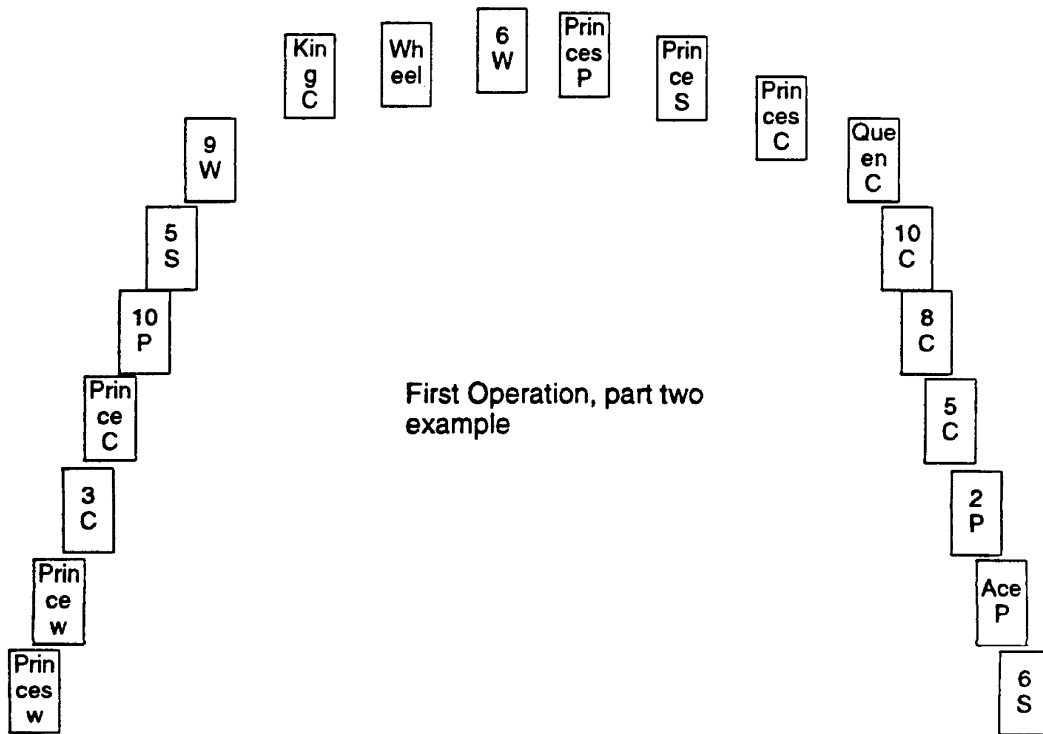 Kin
g
C
Wh
eel
6
W
Prin
ces
P
Prin
ce
S
Prin
ces
C
Que
en
C
9
W
5
S
10
P
Prin
ce
C
3
C
Prin
ce
w
Prin
ces
w
10
C
8
C
5
C
2
P
Ace
P
6
S
First Operation, part two
example